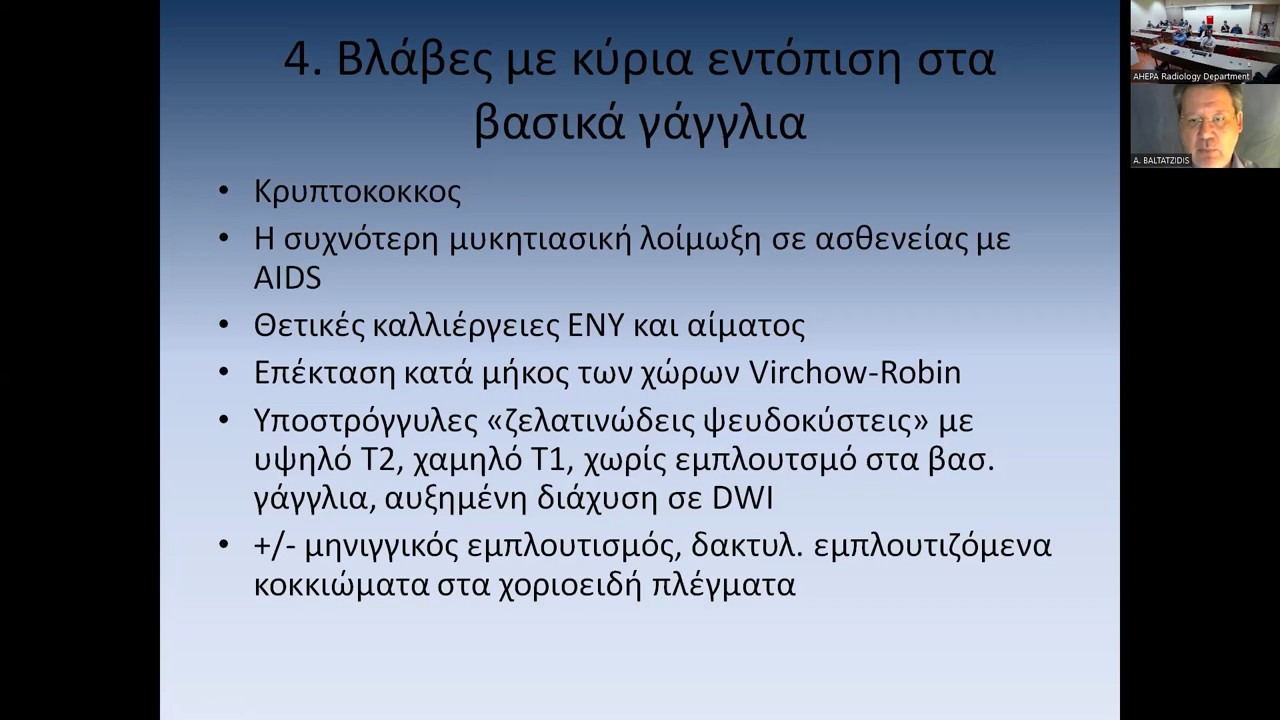 4. Βλάβες με κύρια εντόπιση στα
βασικά γάγγλια
• Κρυπτοκοκκος
• Η συχνότερη μυκητιασική λοίμωξη σε ασθενείας με
AIDS
• Θετικές καλλιέργειες ΕΝΥ και αίματος
• Επέκταση κατά μήκος των χώρων Virchow-Robin
• Υποστρόγγυλες «ζελατινώδεις ψευδοκύστεις» με
υψηλό Τ2, χαμηλό Τ1, χωρίς εμπλουτσμό στα βασ.
γάγγλια, αυξημένη διάχυση σε DWI
• +/- μηνιγγικός εμπλουτισμός, δακτυλ. εμπλουτιζόμενα
κοκκιώματα στα χοριοειδή πλέγματα
AHEPA Radiology Department
A. BALTATZIDIS